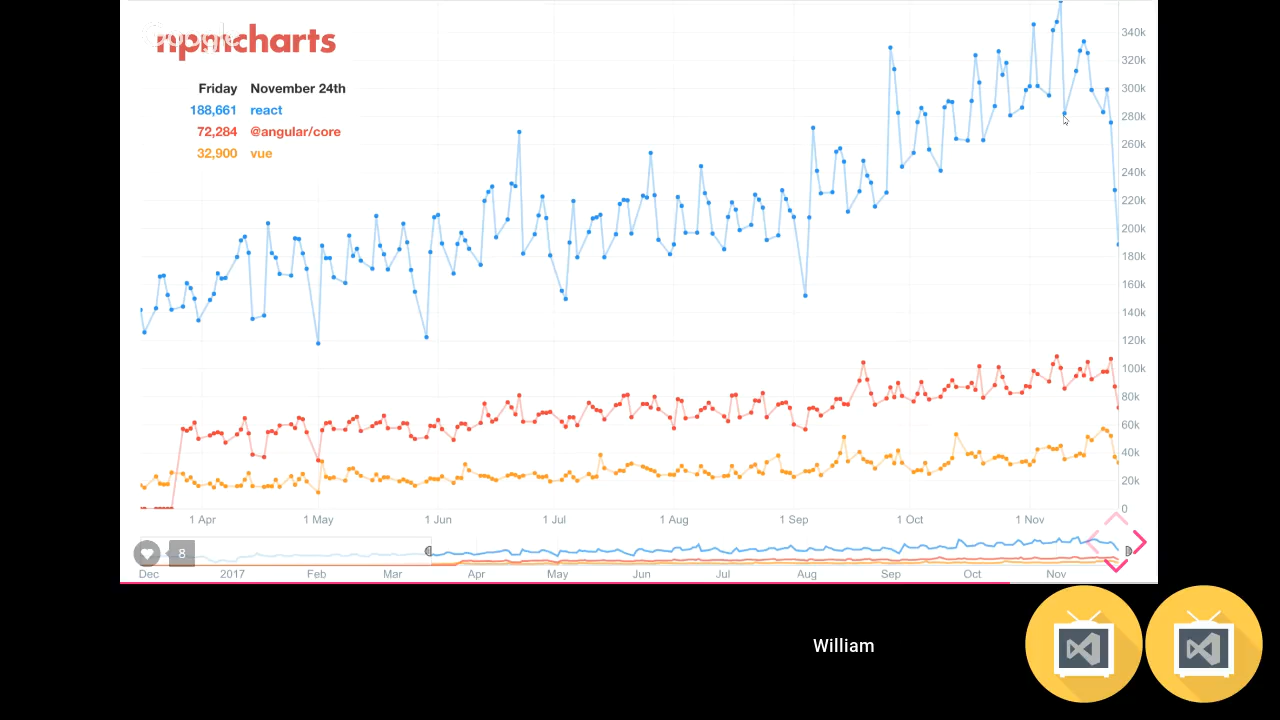 npmcharts
Google
Friday November 24th
188,661 react
72,284 @angular/core
32,900 vue
340k
320k
300k
280k
260k
240k
220k
200k
180k
160k
140k
120k
100k
80k
60k
40k
20k
0
1 Apr 1 May 1 Jun 1 Jul 1 Aug 1 Sep 1 Oct 1 Nov
8
Dec 2017 Feb Mar Apr May Jun Jul Aug Sep Oct Nov
William